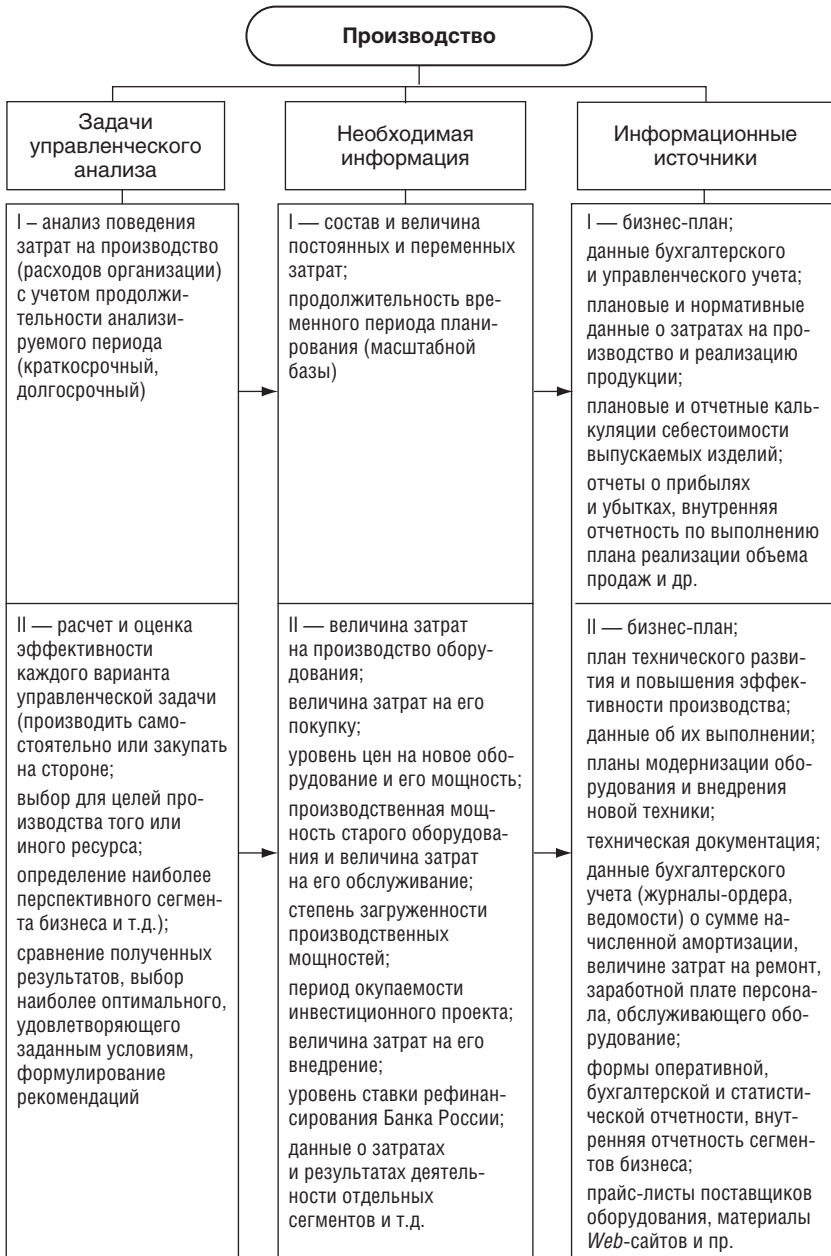 Производство
Задачи
управленческого
анализа
Необходимая
информация
Информационные
источники
I – анализ поведения
затрат на производство
(расходов организации)
с учетом продолжи-
тельности анализи-
руемого периода
(краткосрочный,
долгосрочный)
I — состав и величина
постоянных и переменных
затрат;
продолжительность вре-
менного периода плани-
рования (масштабной
базы)
I — бизнес-план;
данные бухгалтерского
и управленческого учета;
плановые и нормативные
данные о затратах на про-
изводство и реализацию
продукции;
плановые и отчетные каль-
куляции себестоимости
выпускаемых изделий;
отчеты о прибылях
и убытках, внутренняя
отчетность по выполнению
плана реализации объема
продаж и др.
II — расчет и оценка
эффективности
каждого варианта
управленческой задачи
(производить само-
стоятельно или закупать
на стороне;
выбор для целей про-
изводства того или
иного ресурса;
определение наиболее
перспективного сегмен-
та бизнеса и т.д.);
сравнение полученных
результатов, выбор
наиболее оптимального,
удовлетворяющего
заданным условиям,
формулирование
рекомендаций
II — величина затрат
на производство обору-
дования;
величина затрат на его
покупку;
уровень цен на новое обо-
рудование и его мощность;
производственная мощ-
ность старого оборудова-
ния и величина затрат
на его обслуживание;
степень загруженности
производственных
мощностей;
период окупаемости
инвестиционного проекта;
величина затрат на его
внедрение;
уровень ставки рефинан-
сирования Банка России;
данные о затратах
и результатах деятель-
ности отдельных
сегментов и т.д.
II — бизнес-план;
план технического разви-
тия и повышения эффек-
тивности производства;
данные об их выполнении;
планы модернизации обо-
рудования и внедрения
новой техники;
техническая документация;
данные бухгалтерского
учета (журналы-ордера,
ведомости) о сумме на-
численной амортизации,
величине затрат на ремонт,
заработной плате персона-
ла, обслуживающего обо-
рудование;
формы оперативной,
бухгалтерской и статисти-
ческой отчетности, внут-
ренняя отчетность сегмен-
тов бизнеса;
прайс-листы поставщиков
оборудования, материалы
Web-сайтов и пр.